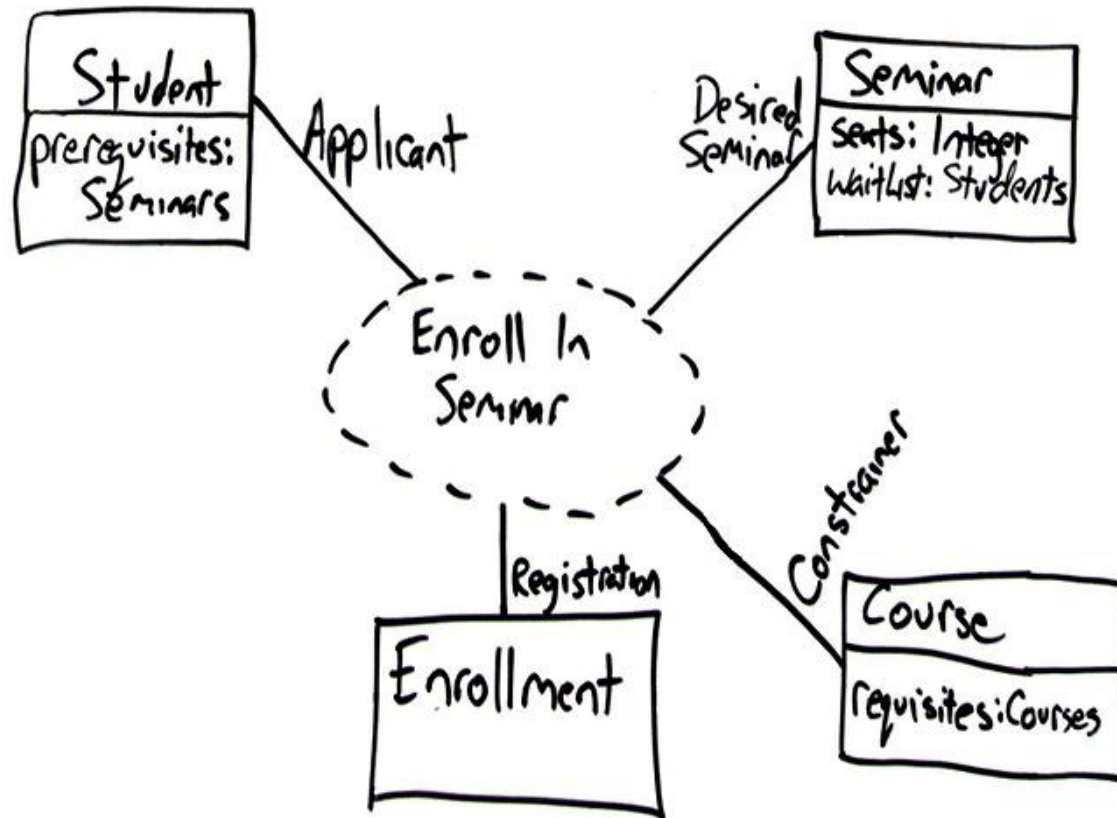 Student
prerequisites:
Seminars
Applicant
Desired
Seminar
Seminar
seats: Integer
waitList: Students
Enroll In
Seminar
Registration
Enrollment
Constrainer
Course
requisites: Courses